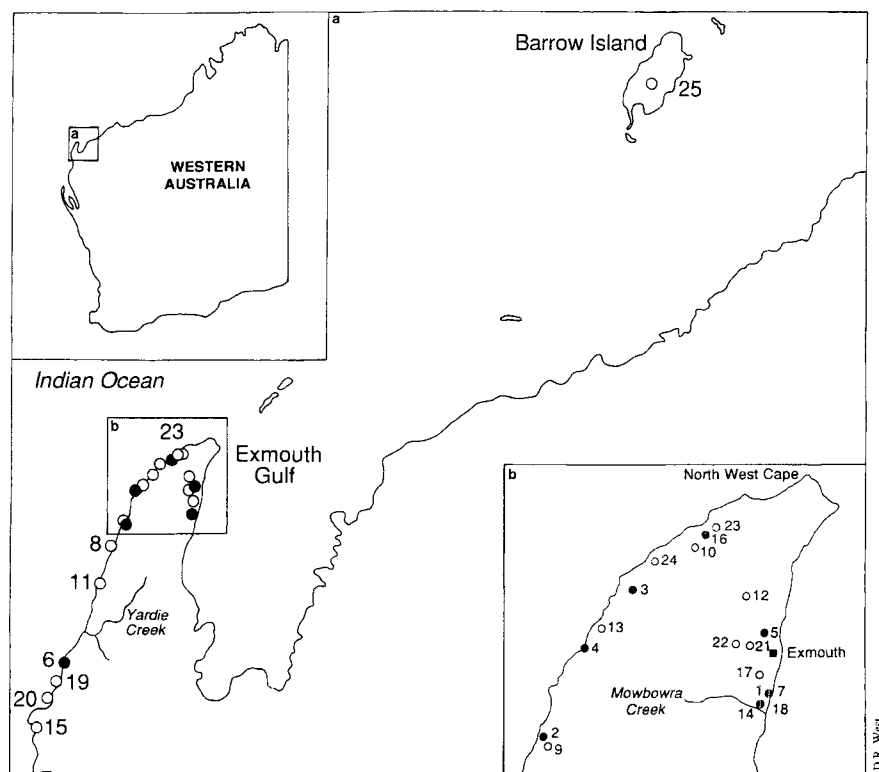 a
Barrow Island
25
a
WESTERN
AUSTRALIA
Indian Ocean
b
23
Exmouth
Gulf
8
11
Yardie
Creek
6
19
20
15
b
North West Cape
23
16
10
24
3
12
13
4
5
22
21
Exmouth
17
Mowbowra
Creek
1
7
14
18
2
9
D.R. West